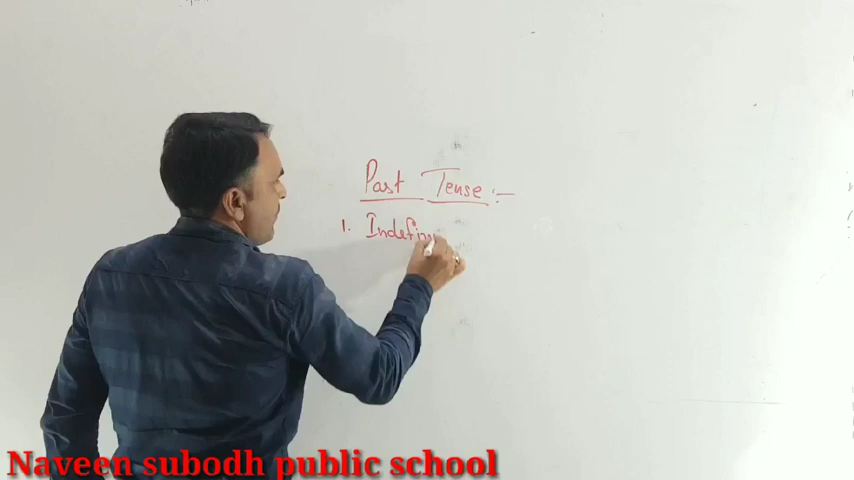 Past Tense :-
1. Indefin
Naveen subodh public school